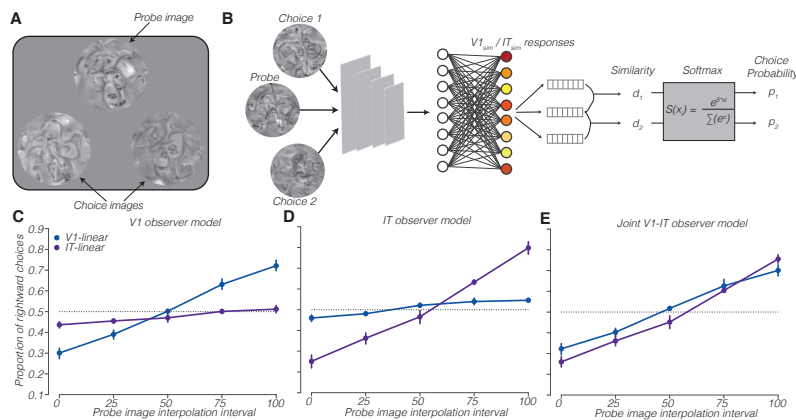 A
Probe image
Choice images
B
Choice 1
Probe
Choice 2
V1sim / ITsim
responses
Similarity
d1
d2
Softmax
S(xi) = e^β*xi / ∑(e^x)
Choice
Probability
p1
p2
C
V1 observer model
V1-linear
IT-linear
Proportion of rightward choices
0.9
0.8
0.7
0.6
0.5
0.4
0.3
0.2
0.1
0 25 50 75 100
Probe image interpolation interval
D
IT observer model
0 25 50 75 100
Probe image interpolation interval
E
Joint V1-IT observer model
0 25 50 75 100
Probe image interpolation interval